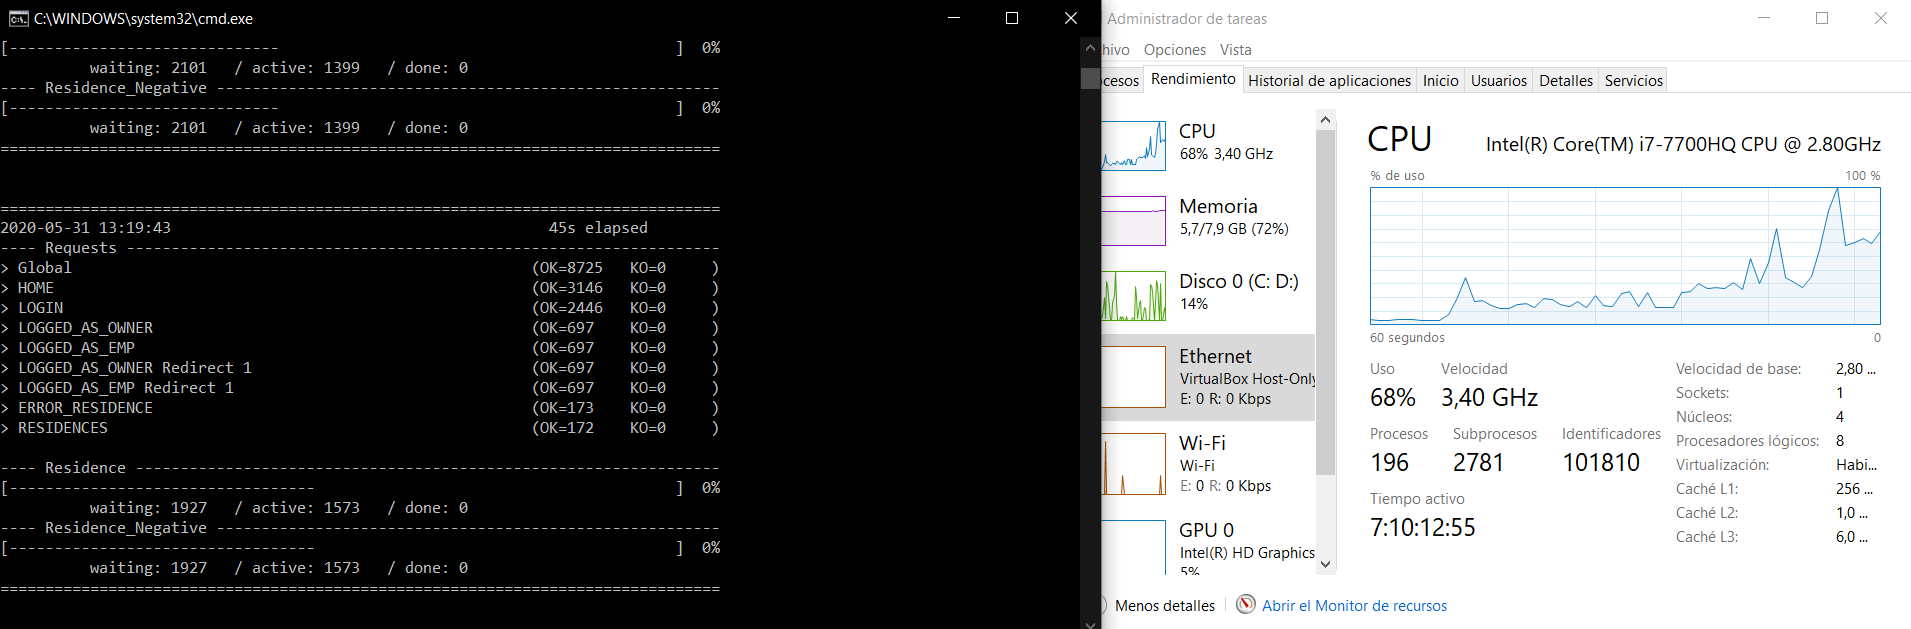 C:\WINDOWS\system32\cmd.exe
[------------------------------                                            ]  0%
          waiting: 2101   / active: 1399   / done: 0
---- Residence_Negative --------------------------------------------------------
[------------------------------                                            ]  0%
          waiting: 2101   / active: 1399   / done: 0
================================================================================
================================================================================
2020-05-31 13:19:43                                          45s elapsed
---- Requests ------------------------------------------------------------------
> Global                                                   (OK=8725   KO=0     )
> HOME                                                     (OK=3146   KO=0     )
> LOGIN                                                    (OK=2446   KO=0     )
> LOGGED_AS_OWNER                                          (OK=697    KO=0     )
> LOGGED_AS_EMP                                            (OK=697    KO=0     )
> LOGGED_AS_OWNER Redirect 1                               (OK=697    KO=0     )
> LOGGED_AS_EMP Redirect 1                                 (OK=697    KO=0     )
> ERROR_RESIDENCE                                          (OK=173    KO=0     )
> RESIDENCES                                               (OK=172    KO=0     )
---- Residence -----------------------------------------------------------------
[----------------------------------                                        ]  0%
          waiting: 1927   / active: 1573   / done: 0
---- Residence_Negative --------------------------------------------------------
[----------------------------------                                        ]  0%
          waiting: 1927   / active: 1573   / done: 0
================================================================================
Administrador de tareas
hivo Opciones Vista
cesos Rendimiento Historial de aplicaciones Inicio Usuarios Detalles Servicios
CPU
68% 3,40 GHz
Memoria
5,7/7,9 GB (72%)
Disco 0 (C: D:)
14%
Ethernet
VirtualBox Host-Only
E: 0 R: 0 Kbps
Wi-Fi
Wi-Fi
E: 0 R: 0 Kbps
GPU 0
Intel(R) HD Graphics
5%
CPU Intel(R) Core(TM) i7-7700HQ CPU @ 2.80GHz
% de uso 100 %
60 segundos 0
Uso Velocidad
68% 3,40 GHz
Procesos Subprocesos Identificadores
196 2781 101810
Tiempo activo
7:10:12:55
Velocidad de base: 2,80 ...
Sockets: 1
Núcleos: 4
Procesadores lógicos: 8
Virtualización: Habi...
Caché L1: 256 ...
Caché L2: 1,0 ...
Caché L3: 6,0 ...
Menos detalles Abrir el Monitor de recursos